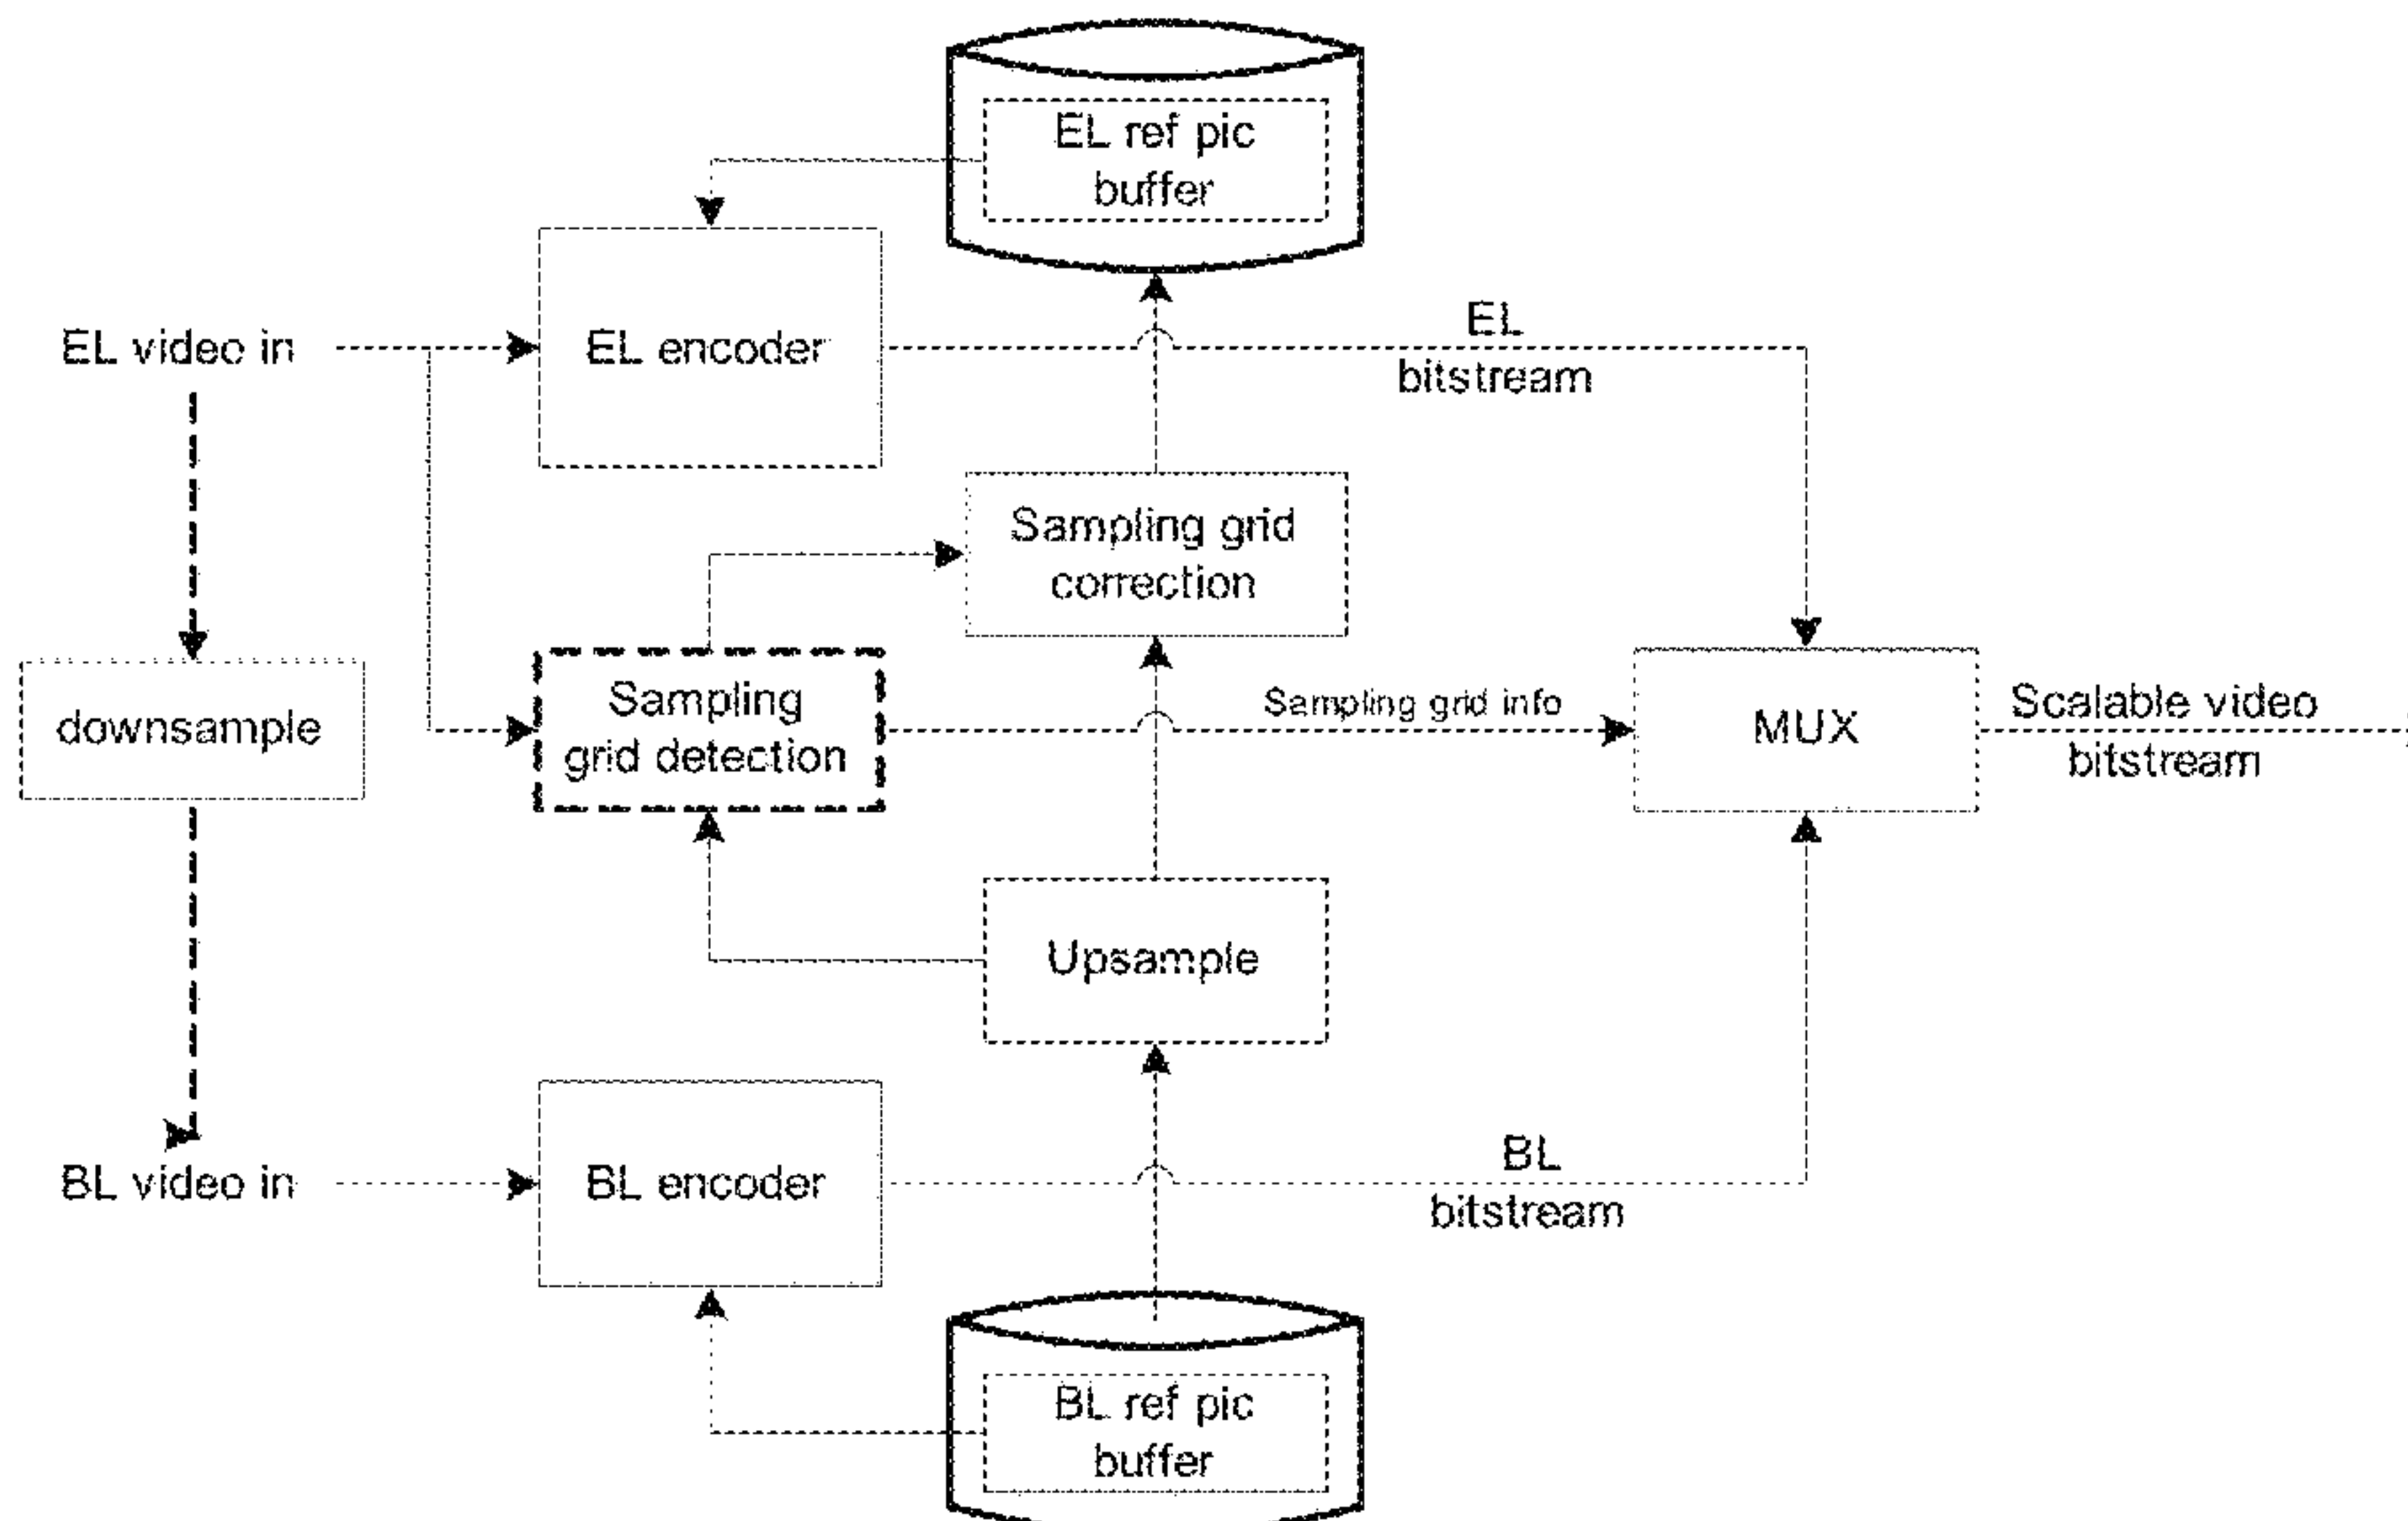 EL ref pic
buffer
EL video in
EL encoder
EL
bitstream
Sampling grid
correction
downsample
Sampling
grid detection
Sampling grid info
MUX
Scalable video
bitstream
Upsample
BL video in
BL encoder
BL
bitstream
BL ref pic
buffer